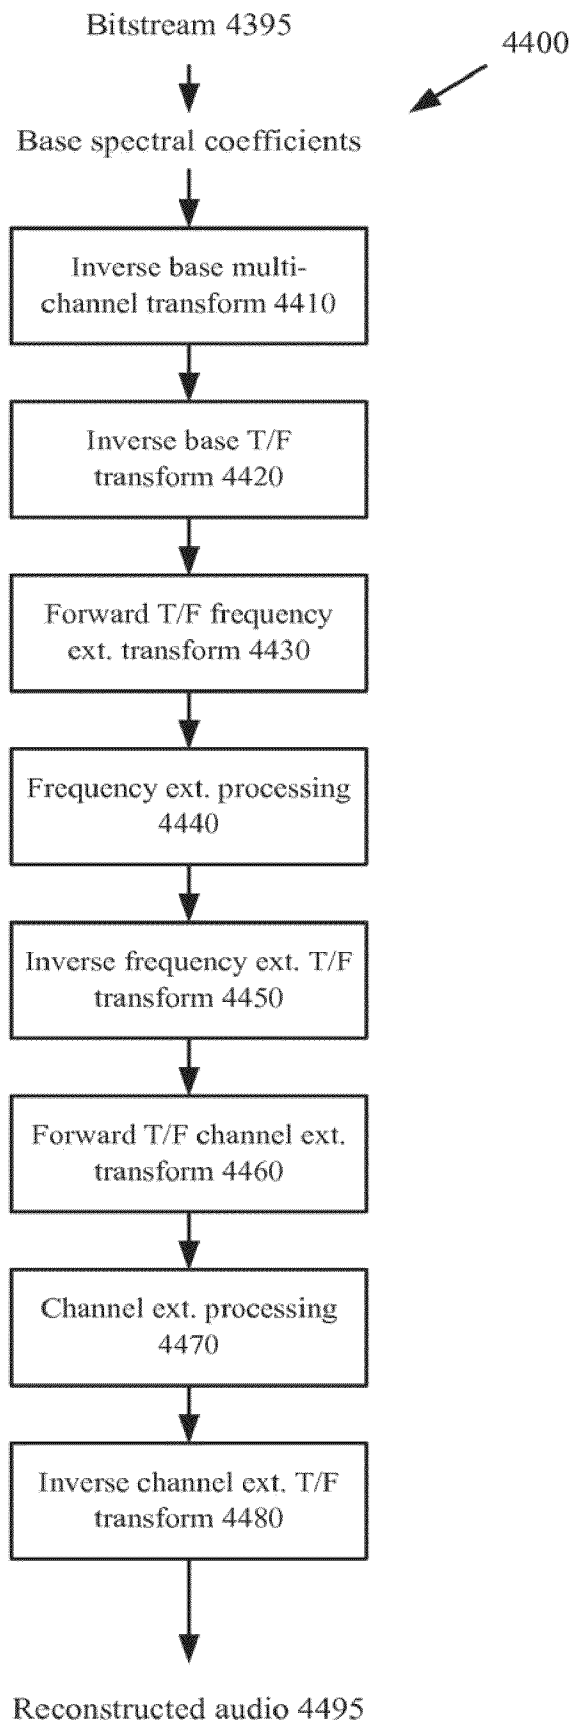 Bitstream 4395
4400
Base spectral coefficients
Inverse base multi-
channel transform 4410
Inverse base T/F
transform 4420
Forward T/F frequency
ext. transform 4430
Frequency ext. processing
4440
Inverse frequency ext. T/F
transform 4450
Forward T/F channel ext.
transform 4460
Channel ext. processing
4470
Inverse channel ext. T/F
transform 4480
Reconstructed audio 4495